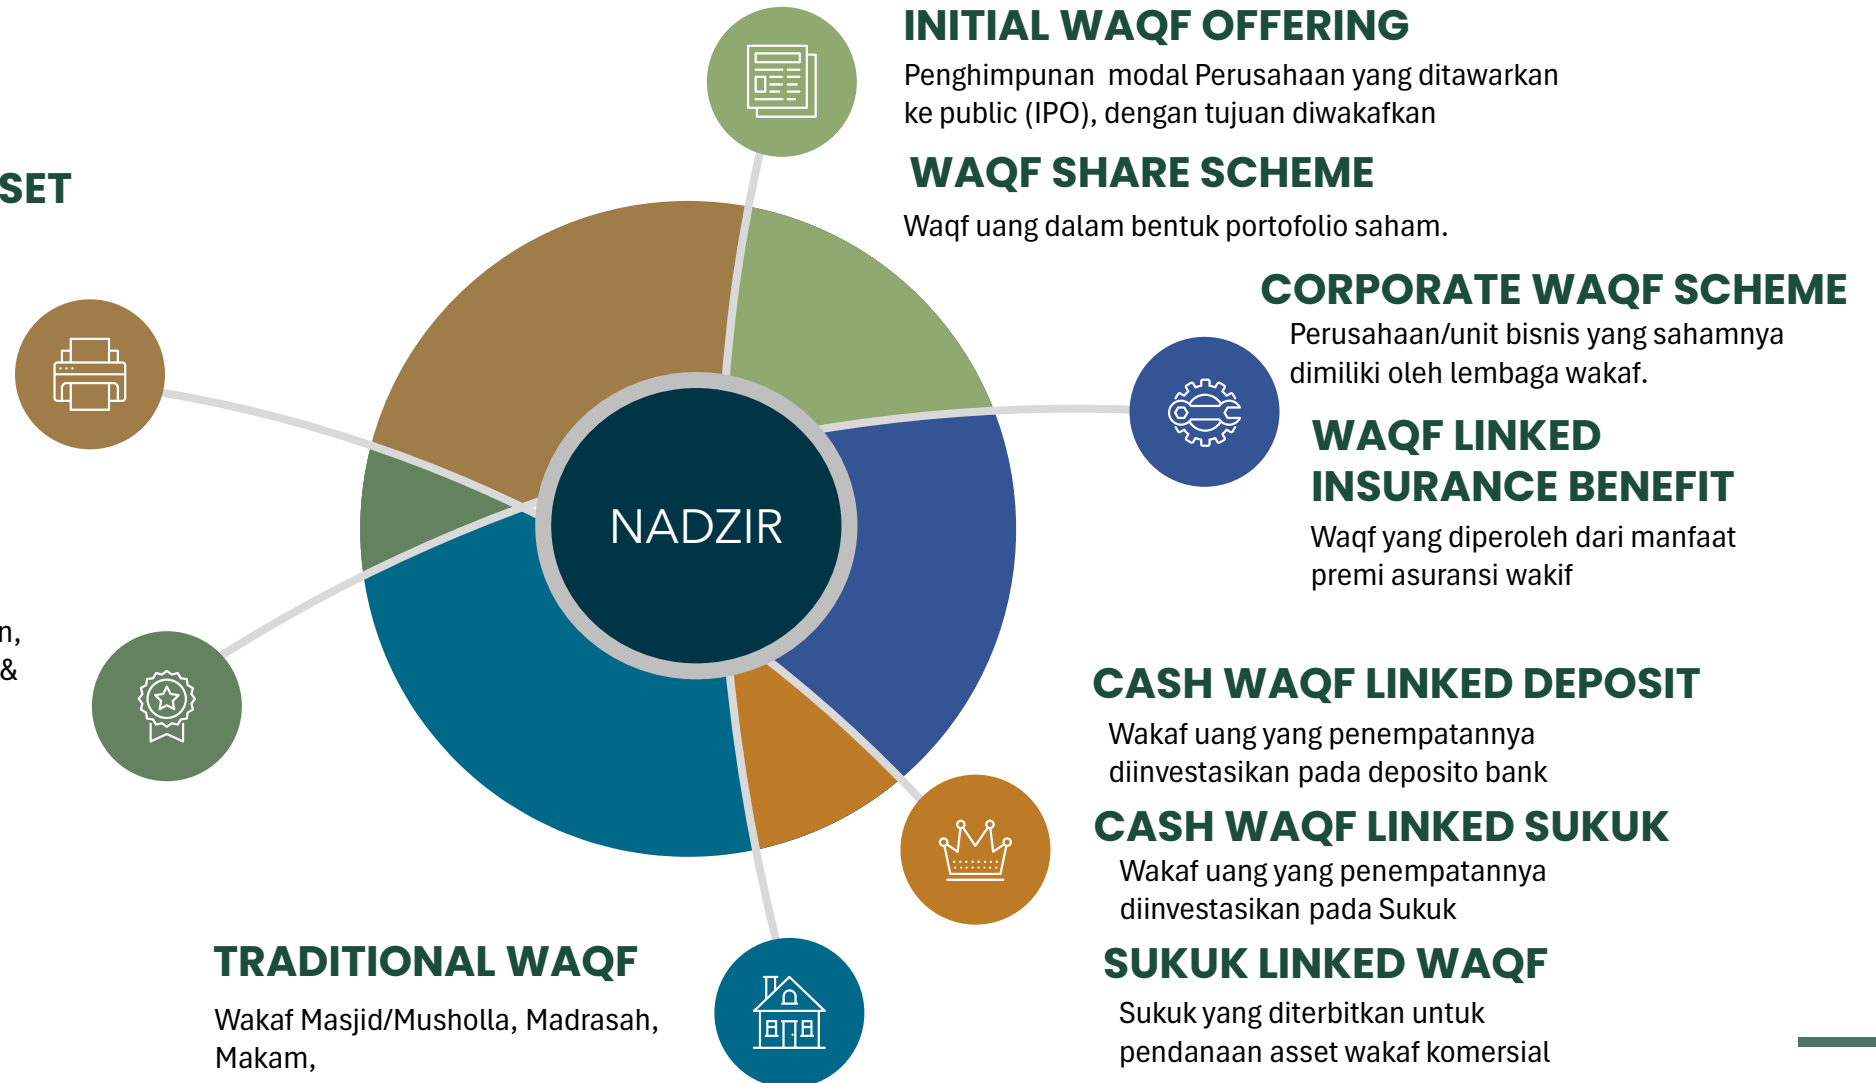 INITIAL WAQF OFFERING
Penghimpunan modal Perusahaan yang ditawarkan
ke public (IPO), dengan tujuan diwakafkan
WAQF SHARE SCHEME
Waqf uang dalam bentuk portofolio saham.
SET
CORPORATE WAQF SCHEME
Perusahaan/unit bisnis yang sahamnya
dimiliki oleh lembaga wakaf.
WAQF LINKED
INSURANCE BENEFIT
Waqf yang diperoleh dari manfaat
premi asuransi wakif
NADZIR
n,
&
CASH WAQF LINKED DEPOSIT
Wakaf uang yang penempatannya
diinvestasikan pada deposito bank
CASH WAQF LINKED SUKUK
Wakaf uang yang penempatannya
diinvestasikan pada Sukuk
SUKUK LINKED WAQF
Sukuk yang diterbitkan untuk
pendanaan asset wakaf komersial
TRADITIONAL WAQF
Wakaf Masjid/Musholla, Madrasah,
Makam,